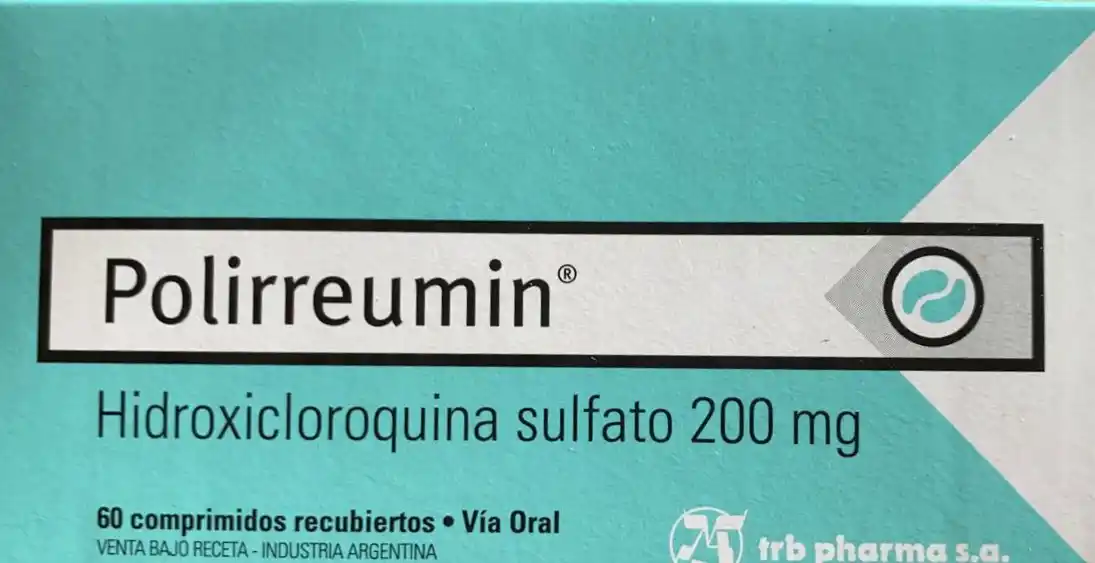 Polirreumin®
Hidroxicloroquina sulfato 200 mg
60 comprimidos recubiertos • Vía Oral
VENTA BAJO RECETA - INDUSTRIA ARGENTINA
trb pharma s.a.